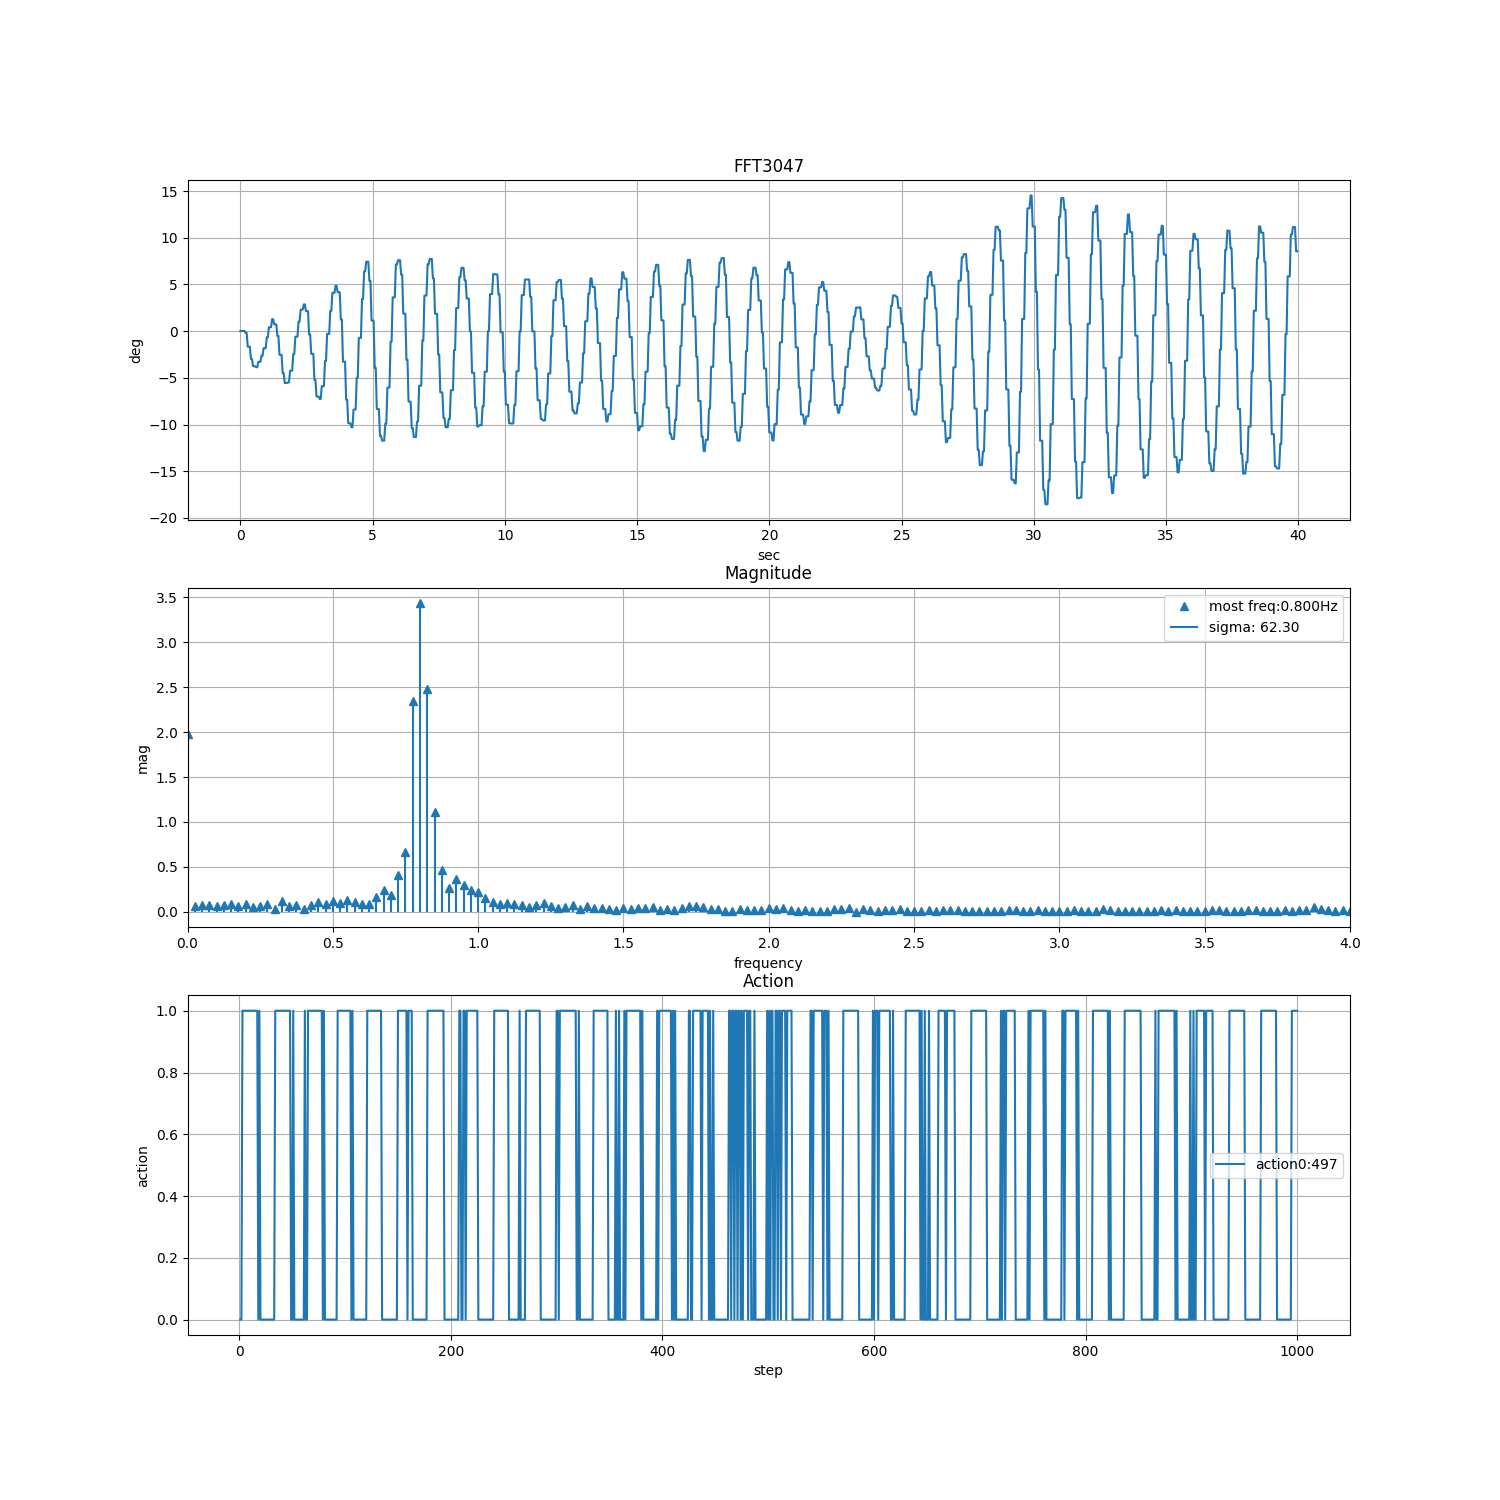 FFT3047
15
10
5
0
−5
−10
−15
−20
deg
0 5 10 15 20 25 30 35 40
sec
Magnitude
3.5
3.0
2.5
2.0
1.5
1.0
0.5
0.0
mag
most freq:0.800Hz
sigma: 62.30
0.0 0.5 1.0 1.5 2.0 2.5 3.0 3.5 4.0
frequency
Action
1.0
0.8
0.6
0.4
0.2
0.0
action
action0:497
0 200 400 600 800 1000
step